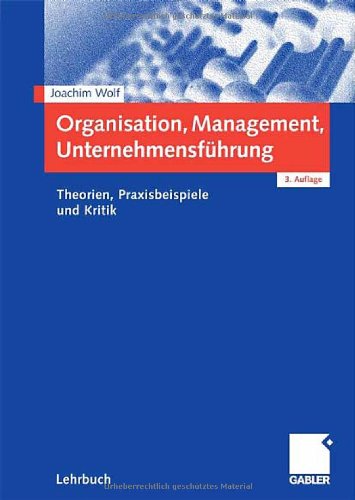 Joachim Wolf
Organisation, Management,
Unternehmensführung
3. Auflage
Theorien, Praxisbeispiele
und Kritik
Lehrbuch
Urheberrechtlich geschütztes Material
GABLER